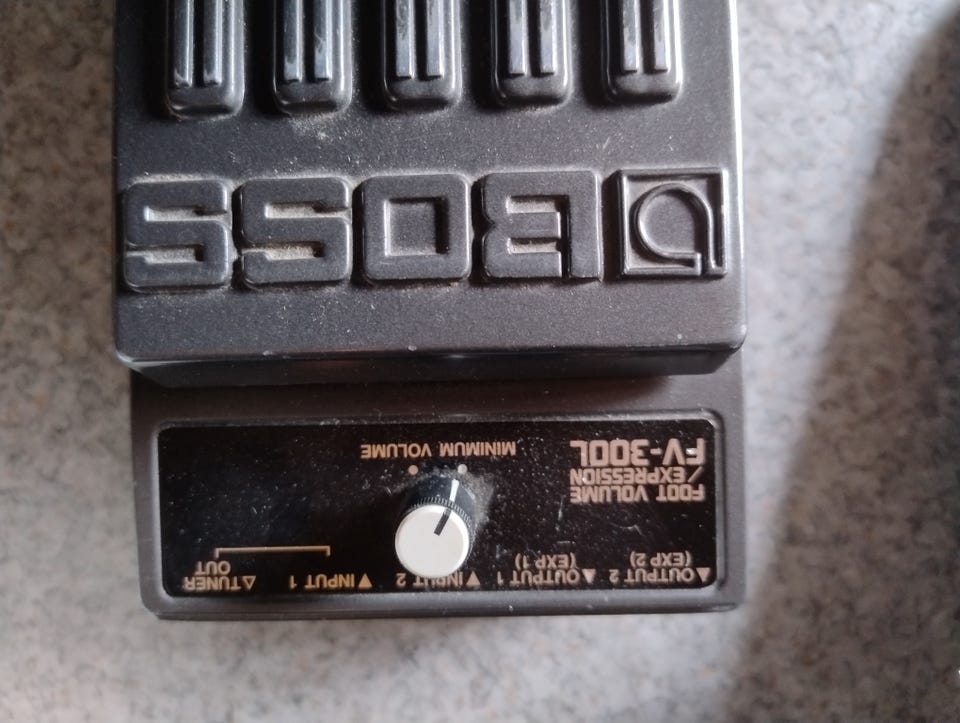 BOSS
FOOT VOLUME
/EXPRESSION
FV-300L
MINIMUM VOLUME
▲OUTPUT 2
(EXP 2)
▲OUTPUT 1
(EXP 1)
▼INPUT 2
▼INPUT 1
△TUNER
OUT